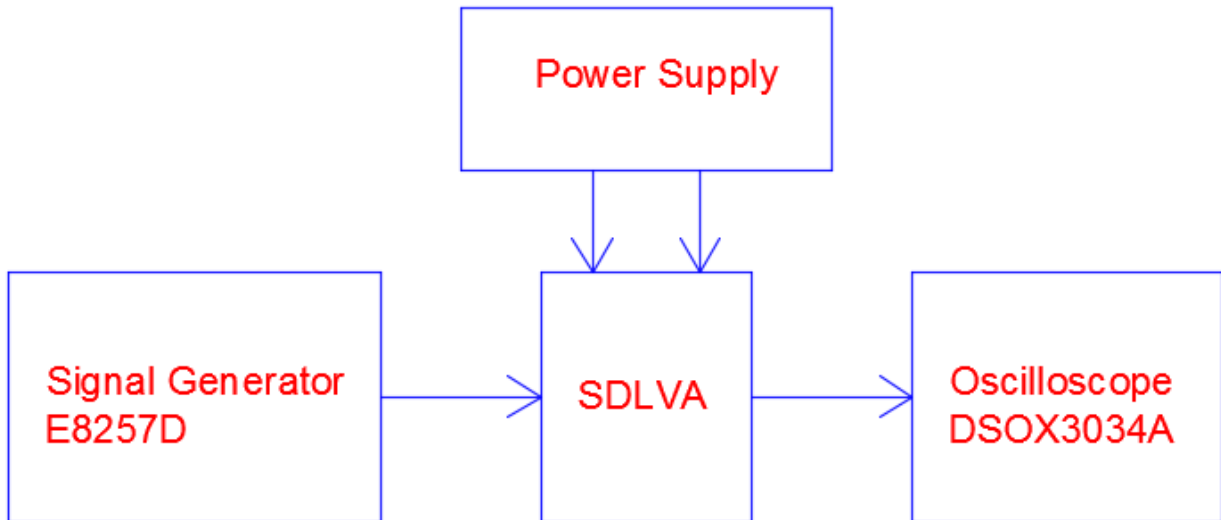 Power Supply
Signal Generator
E8257D
SDLVA
Oscilloscope
DSOX3034A